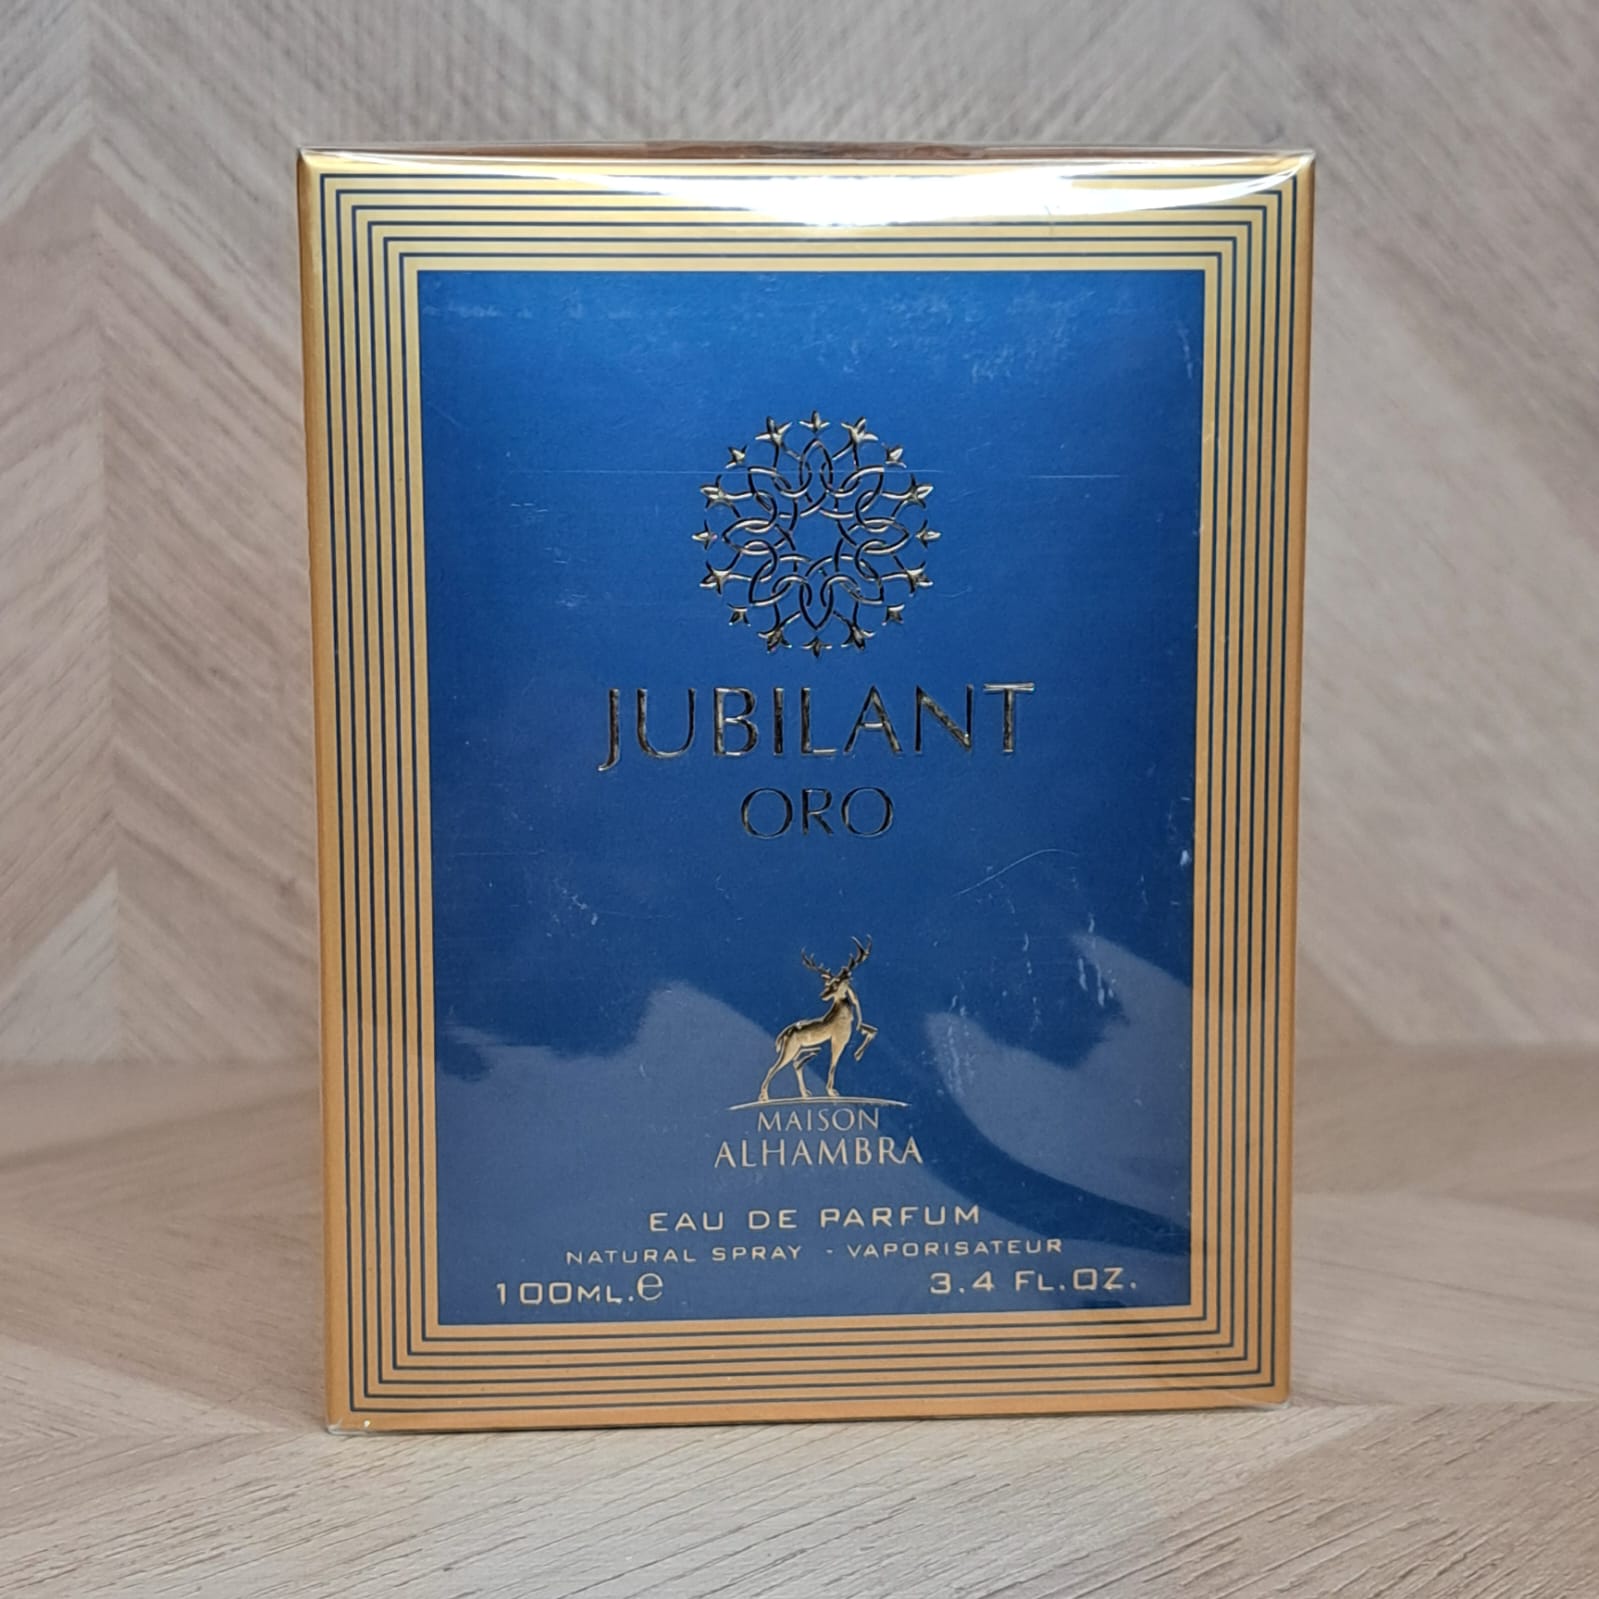 JUBILANT
ORO
MAISON
ALHAMBRA
EAU DE PARFUM
NATURAL SPRAY - VAPORISATEUR
100ML.e 3.4 FL.OZ.